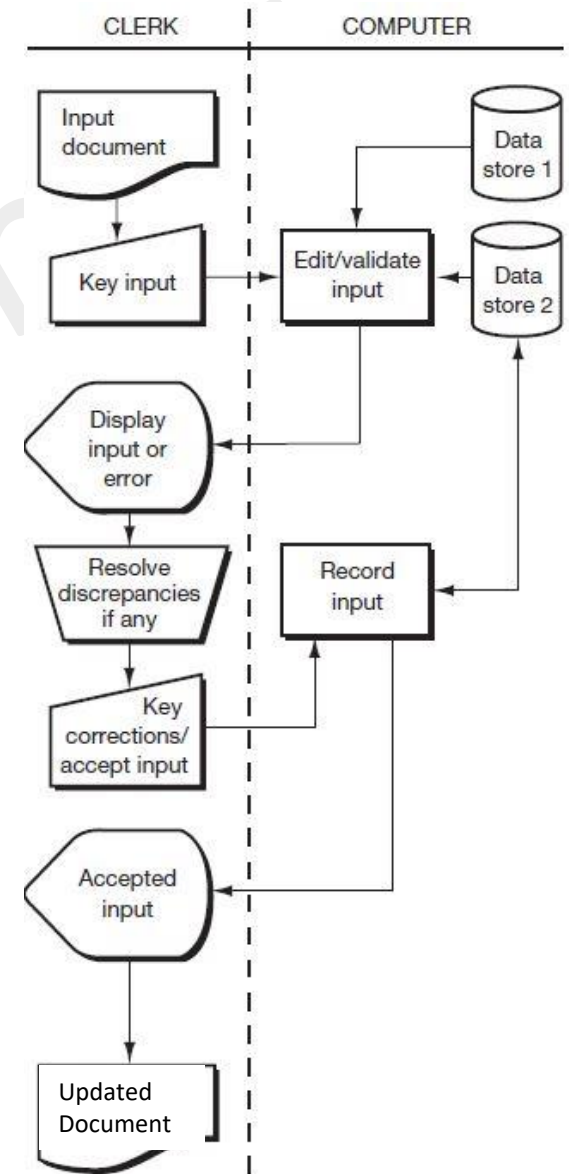 CLERK
COMPUTER
Input
document
Data
store 1
Key input
Edit/validate
input
Data
store 2
Display
input or
error
Resolve
discrepancies
if any
Record
input
Key
corrections/
accept input
Accepted
input
Updated
Document